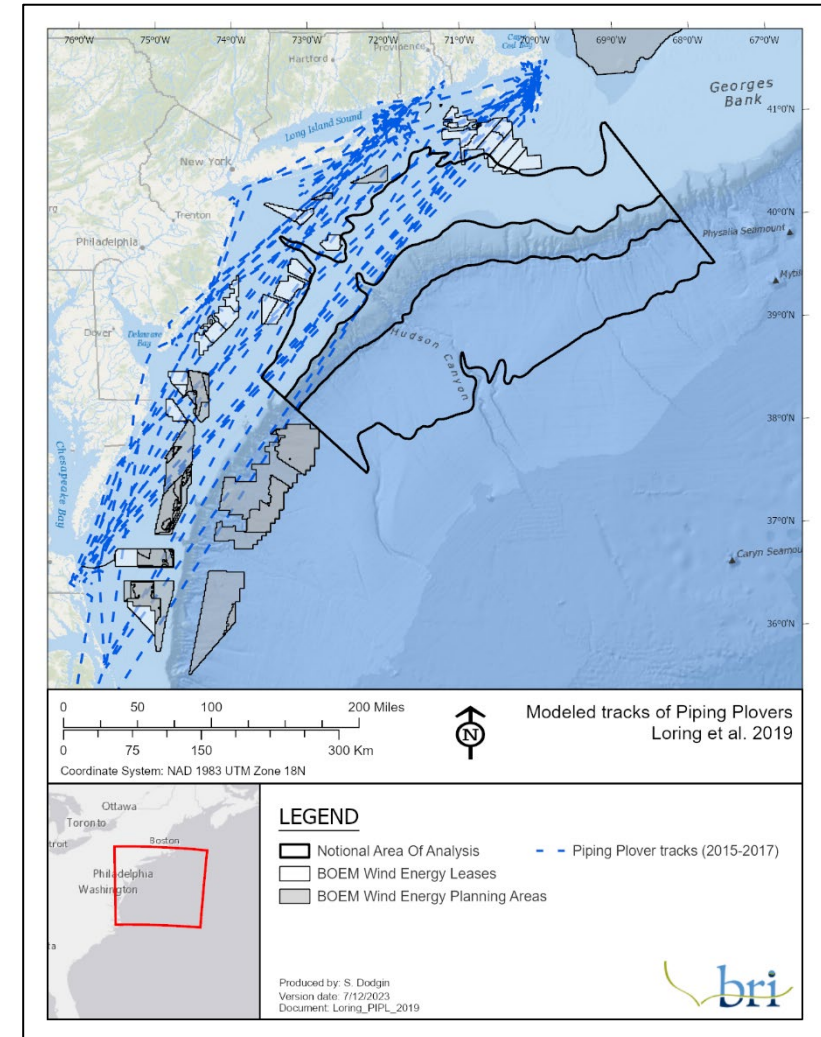 76°0'W 75°0'W 74°0'W 73°0'W 72°0'W 71°0'W 70°0'W 69°0'W 68°0'W 67°0'W
Hartford
Providence
Cod Bay
Georges
Bank
41°0'N
Long Island Sound
New York
Trenton
40°0'N
Physalia Seamount
Philadelphia
Dover
Delaware
Bay
39°0'N
Hudson Canyon
38°0'N
Chesapeake Bay
37°0'N
Caryn Seamou
36°0'N
0 50 100 200 Miles
0 75 150 300 Km
Coordinate System: NAD 1983 UTM Zone 18N
N
Modeled tracks of Piping Plovers
Loring et al. 2019
Ottawa
Toronto
troit
Boston
Philadelphia
Washington
ta
LEGEND
Notional Area Of Analysis
Piping Plover tracks (2015-2017)
BOEM Wind Energy Leases
BOEM Wind Energy Planning Areas
Produced by: S. Dodgin
Version date: 7/12/2023
Document: Loring_PIPL_2019
bri